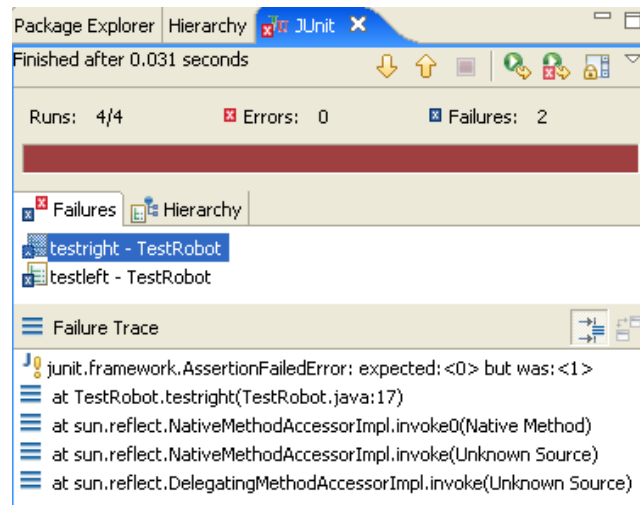 Package Explorer Hierarchy JUnit
Finished after 0.031 seconds
Runs: 4/4 Errors: 0 Failures: 2
Failures Hierarchy
testright - TestRobot
testleft - TestRobot
Failure Trace
junit.framework.AssertionFailedError: expected:<0> but was:<1>
at TestRobot.testright(TestRobot.java:17)
at sun.reflect.NativeMethodAccessorImpl.invoke0(Native Method)
at sun.reflect.NativeMethodAccessorImpl.invoke(Unknown Source)
at sun.reflect.DelegatingMethodAccessorImpl.invoke(Unknown Source)